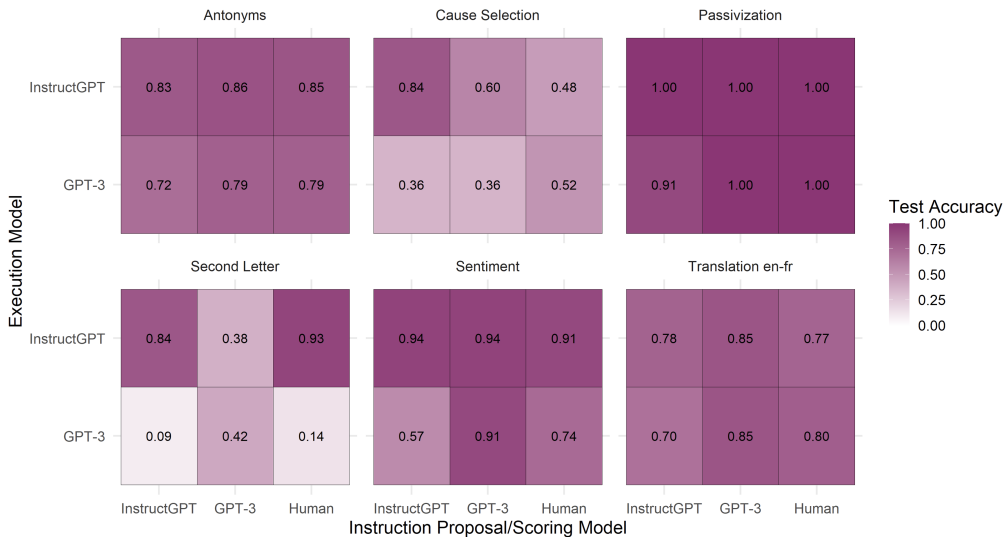 Antonyms
Cause Selection
Passivization
InstructGPT
0.83 0.86 0.85
0.84 0.60 0.48
1.00 1.00 1.00
GPT-3
0.72 0.79 0.79
0.36 0.36 0.52
0.91 1.00 1.00
Execution Model
Test Accuracy
1.00
0.75
0.50
0.25
0.00
Second Letter
Sentiment
Translation en-fr
InstructGPT
0.84 0.38 0.93
0.94 0.94 0.91
0.78 0.85 0.77
GPT-3
0.09 0.42 0.14
0.57 0.91 0.74
0.70 0.85 0.80
InstructGPT GPT-3 Human
InstructGPT GPT-3 Human
InstructGPT GPT-3 Human
Instruction Proposal/Scoring Model